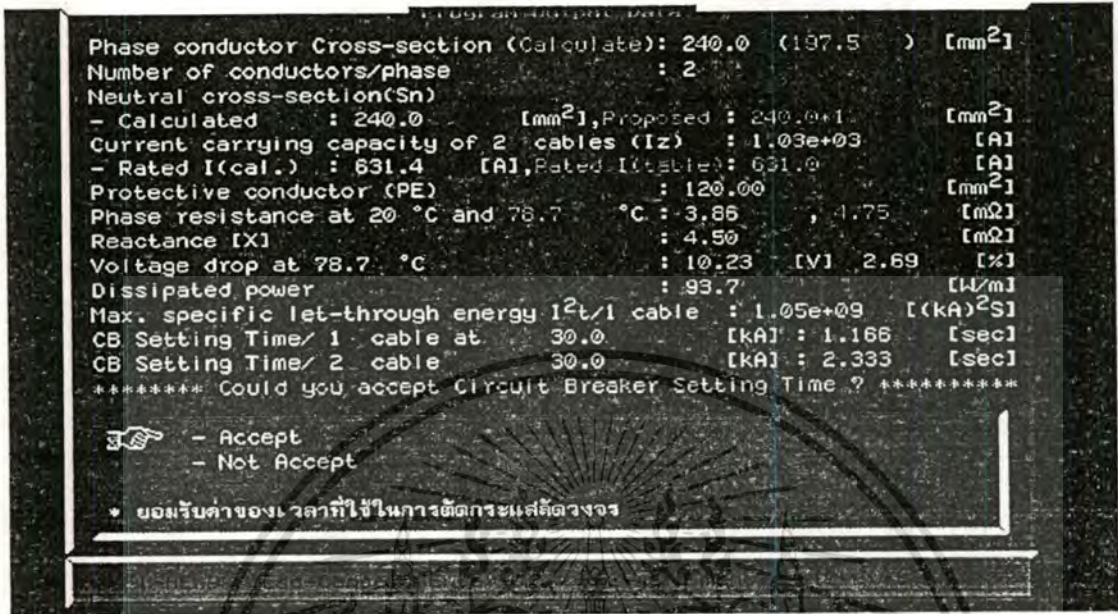 Program Output Data
Phase conductor Cross-section (Calculate): 240.0 (197.5 ) [mm2]
Number of conductors/phase : 2
Neutral cross-section(Sn)
- Calculated : 240.0 [mm2],Proposed : 240.0*1. [mm2]
Current carrying capacity of 2 cables (Iz) : 1.03e+03 [A]
- Rated I(cal.) : 631.4 [A],Rated I(table): 631.0 [A]
Protective conductor (PE) : 120.00 [mm2]
Phase resistance at 20 °C and 78.7 °C : 3.86 , 4.75 [mΩ]
Reactance [X] : 4.50 [mΩ]
Voltage drop at 78.7 °C : 10.23 [V] 2.69 [%]
Dissipated power : 93.7 [W/m]
Max. specific let-through energy I2t/1 cable : 1.05e+09 [(kA)2S]
CB Setting Time/ 1 cable at 30.0 [kA] : 1.166 [sec]
CB Setting Time/ 2 cable 30.0 [kA] : 2.333 [sec]
******** Could you accept Circuit Breaker Setting Time ? **********
- Accept
- Not Accept
* ยอมรับค่าของเวลาที่ใช้ในการตัดกระแสลัดวงจร